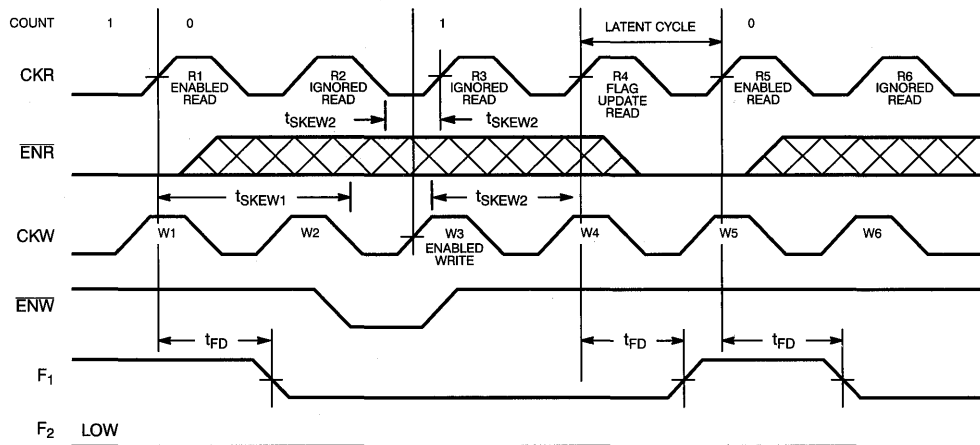 COUNT 1 0 1 LATENT CYCLE 0
CKR
R1 ENABLED READ
R2 IGNORED READ
R3 IGNORED READ
R4 FLAG UPDATE READ
R5 ENABLED READ
R6 IGNORED READ
tSKEW2 tSKEW2
ENR
tSKEW1 tSKEW2
CKW
W1 W2 W3 ENABLED WRITE W4 W5 W6
ENW
tFD tFD tFD
F1
F2 LOW